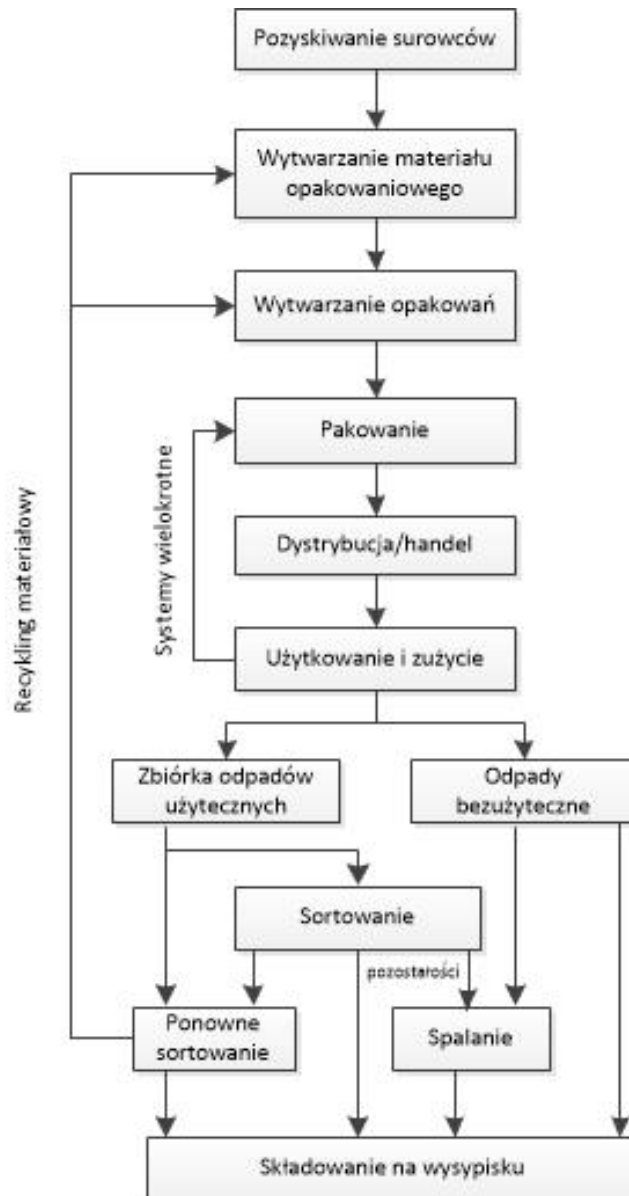 Pozyskiwanie surowców
Wytwarzanie materiału
opakowaniowego
Wytwarzanie opakowań
Pakowanie
Dystrybucja/handel
Użytkowanie i zużycie
Systemy wielokrotne
Recykling materiałowy
Zbiórka odpadów
użytecznych
Odpady
bezużyteczne
Sortowanie
pozostałości
Ponowne
sortowanie
Spalanie
Składowanie na wysypisku